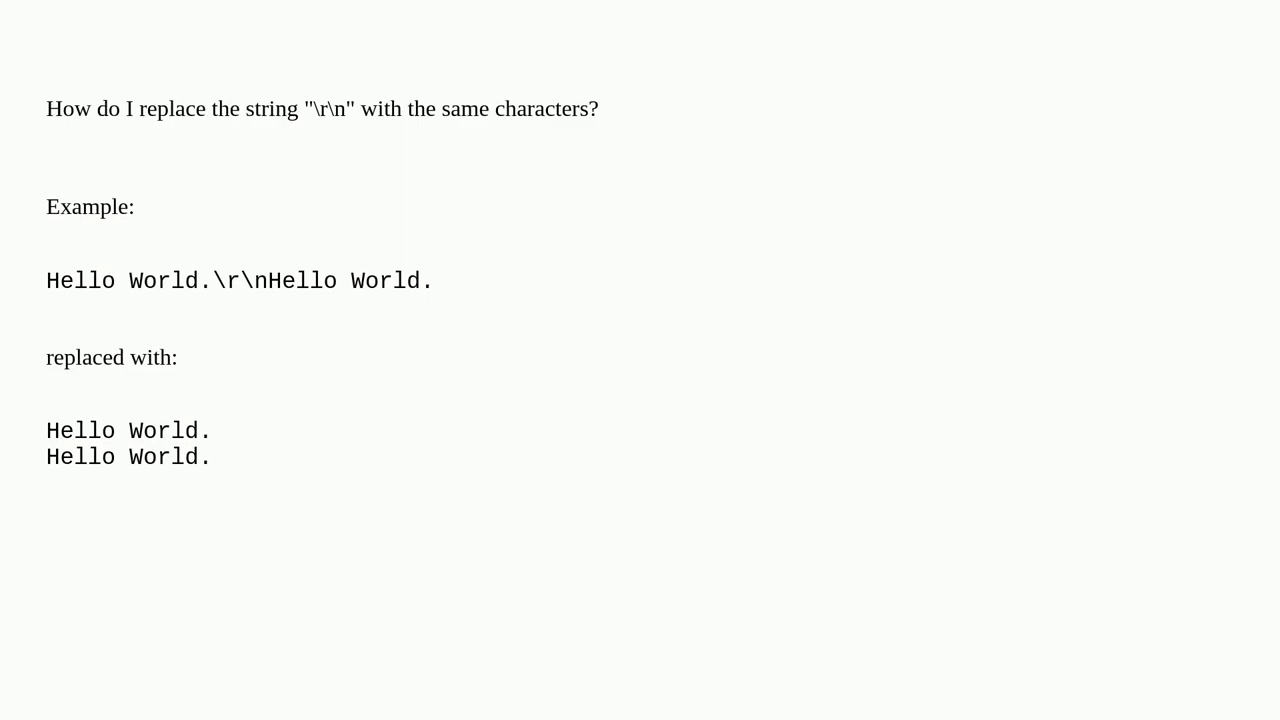 How do I replace the string "\r\n" with the same characters?
Example:
Hello World.\r\nHello World.
replaced with:
Hello World.
Hello World.